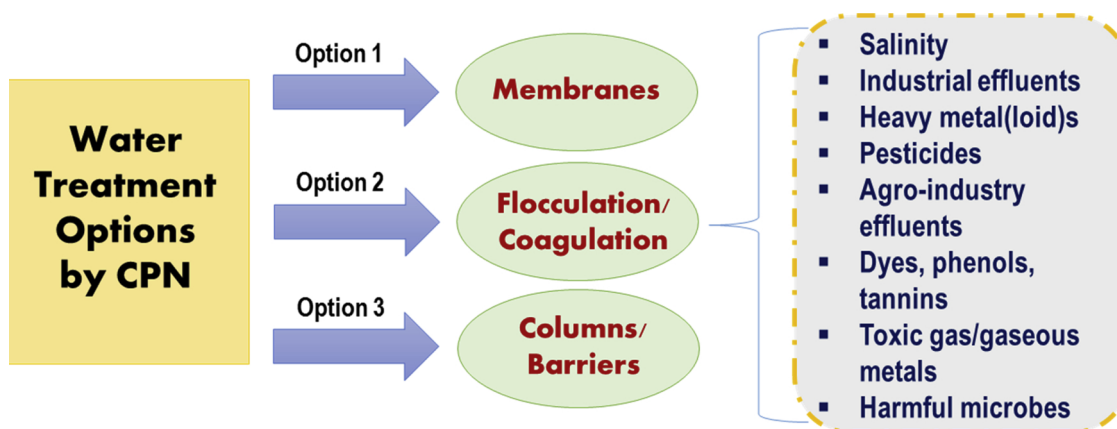 Water
Treatment
Options
by CPN
Option 1
Membranes
Option 2
Flocculation/
Coagulation
Option 3
Columns/
Barriers
▪ Salinity
▪ Industrial effluents
▪ Heavy metal(loid)s
▪ Pesticides
▪ Agro-industry
effluents
▪ Dyes, phenols,
tannins
▪ Toxic gas/gaseous
metals
▪ Harmful microbes